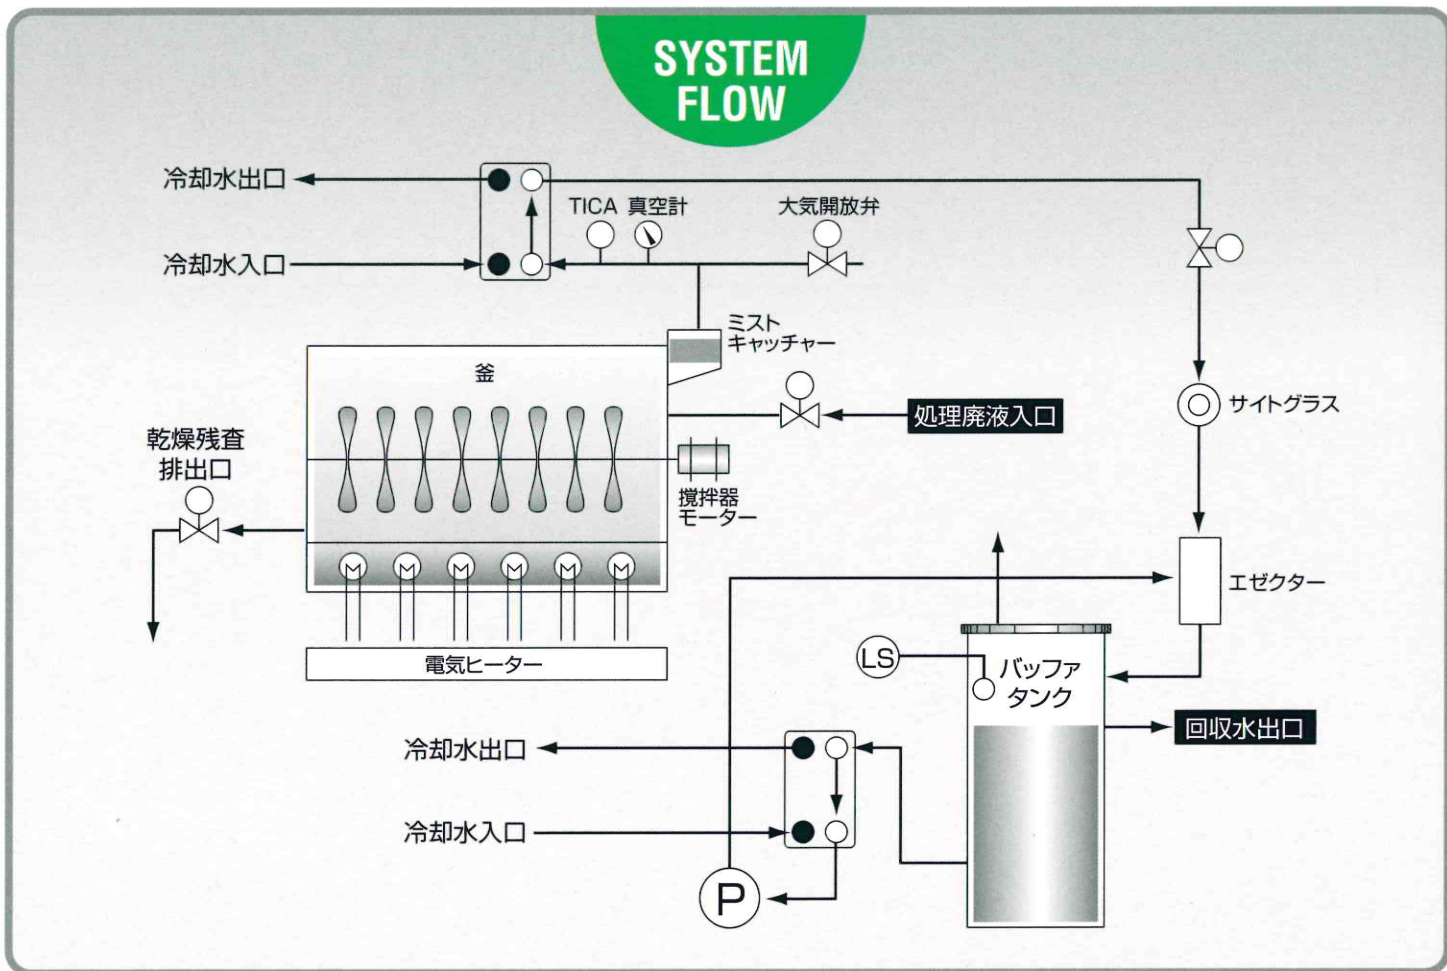 SYSTEM
FLOW
冷却水出口
TICA 真空計
大気開放弁
冷却水入口
ミスト
キャッチャー
釜
処理廃液入口
サイトグラス
乾燥残査
排出口
撹拌器
モーター
エゼクター
電気ヒーター
LS
バッファ
タンク
回収水出口
冷却水出口
冷却水入口
P